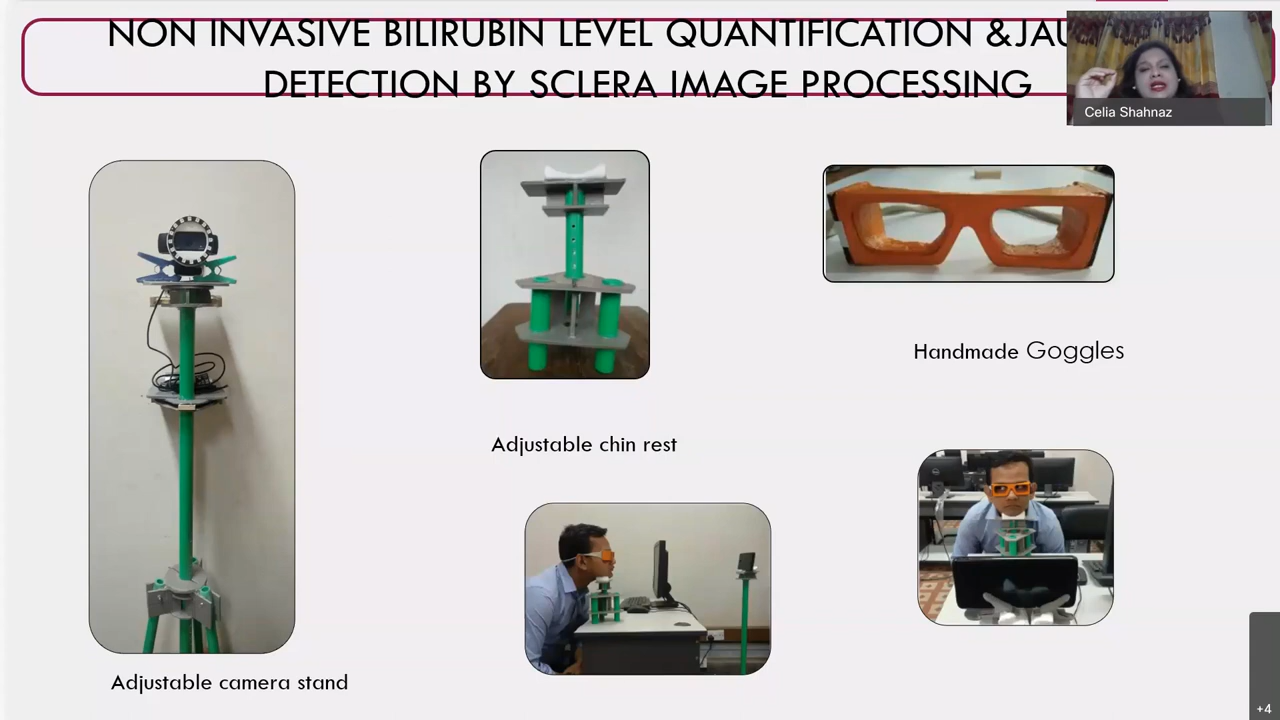 NON INVASIVE BILIRUBIN LEVEL QUANTIFICATION &
DETECTION BY SCLERA IMAGE PROCESSING
Celia Shahnaz
Handmade Goggles
Adjustable chin rest
Adjustable camera stand
+4